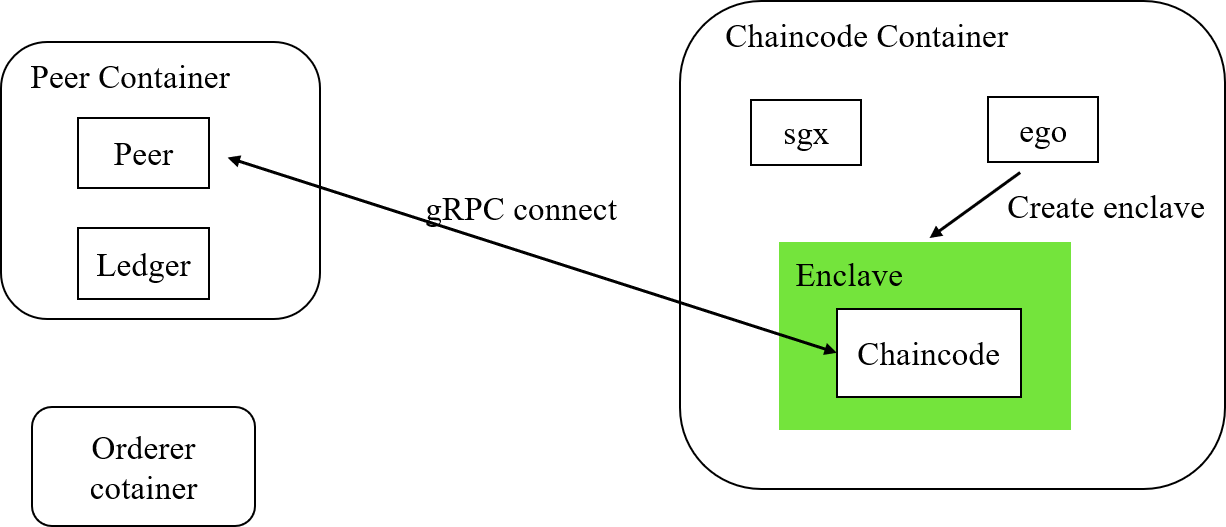 Peer Container
Peer
Ledger
Orderer
cotainer
gRPC connect
Chaincode Container
sgx
ego
Create enclave
Enclave
Chaincode